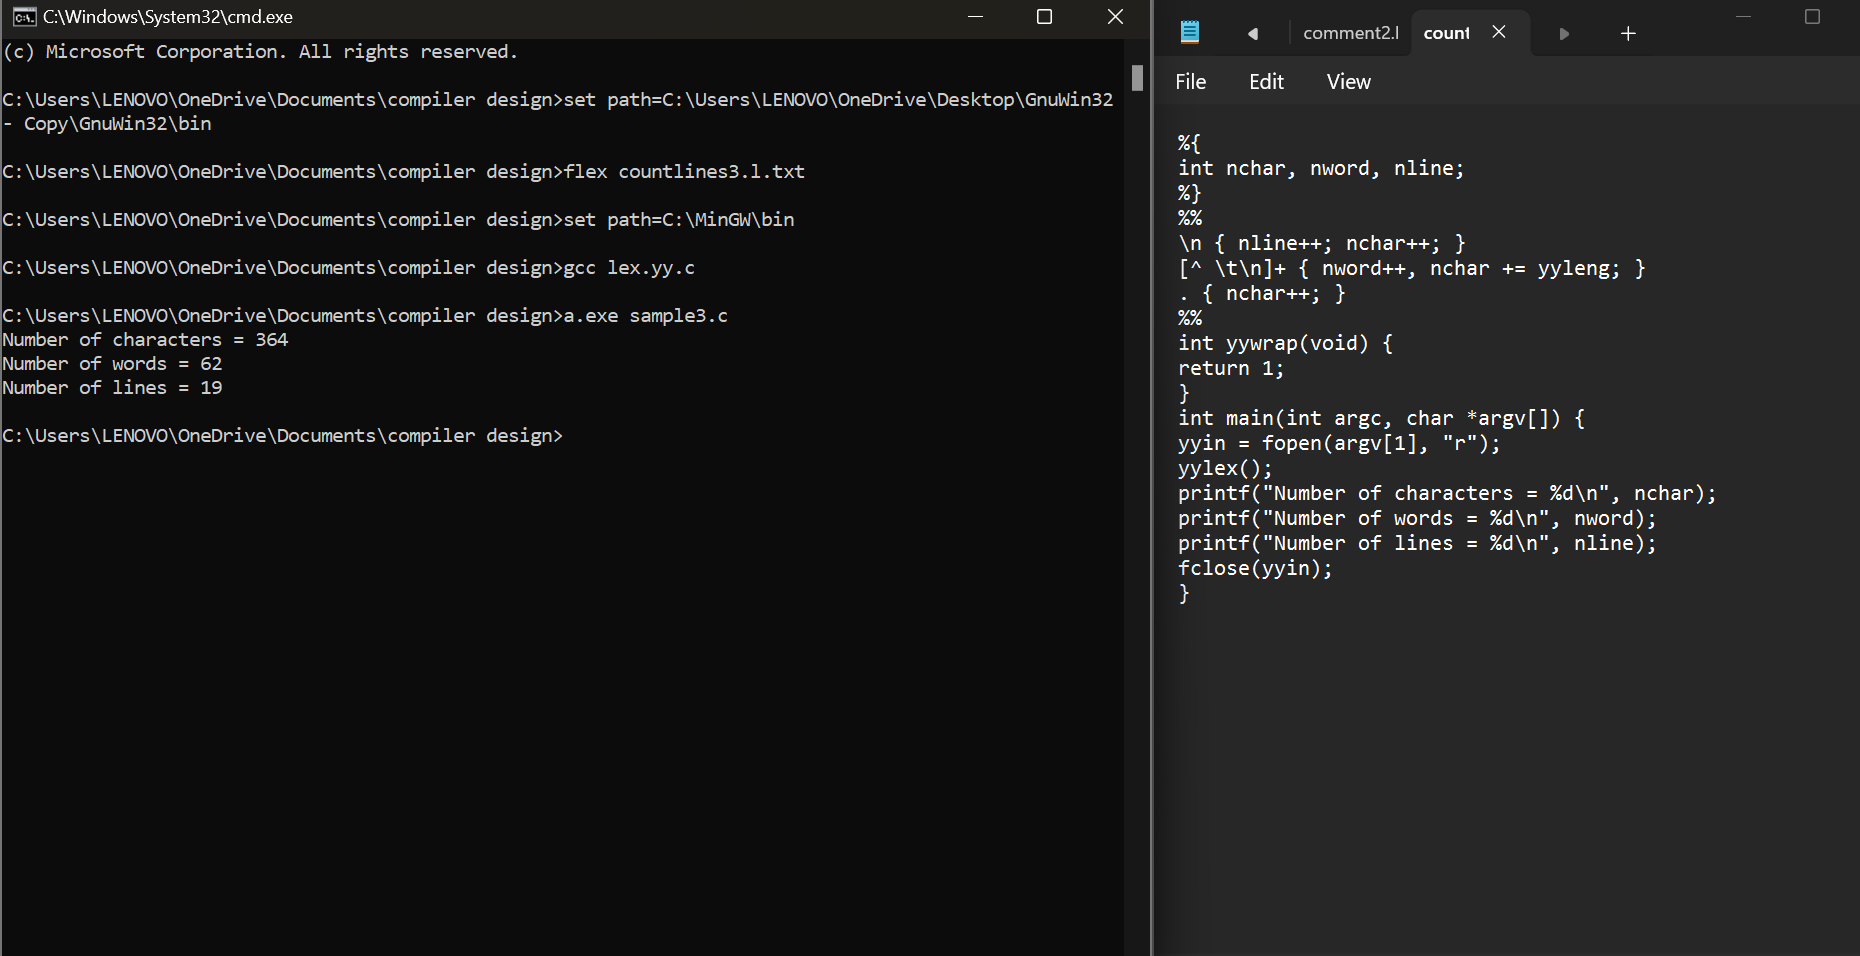 C:\Windows\System32\cmd.exe
(c) Microsoft Corporation. All rights reserved.
C:\Users\LENOVO\OneDrive\Documents\compiler design>set path=C:\Users\LENOVO\OneDrive\Desktop\GnuWin32
- Copy\GnuWin32\bin
C:\Users\LENOVO\OneDrive\Documents\compiler design>flex countlines3.l.txt
C:\Users\LENOVO\OneDrive\Documents\compiler design>set path=C:\MinGW\bin
C:\Users\LENOVO\OneDrive\Documents\compiler design>gcc lex.yy.c
C:\Users\LENOVO\OneDrive\Documents\compiler design>a.exe sample3.c
Number of characters = 364
Number of words = 62
Number of lines = 19
C:\Users\LENOVO\OneDrive\Documents\compiler design>
comment2.l count
File Edit View
%{
int nchar, nword, nline;
%}
%%
\n { nline++; nchar++; }
[^ \t\n]+ { nword++, nchar += yyleng; }
. { nchar++; }
%%
int yywrap(void) {
return 1;
}
int main(int argc, char *argv[]) {
yyin = fopen(argv[1], "r");
yylex();
printf("Number of characters = %d\n", nchar);
printf("Number of words = %d\n", nword);
printf("Number of lines = %d\n", nline);
fclose(yyin);
}